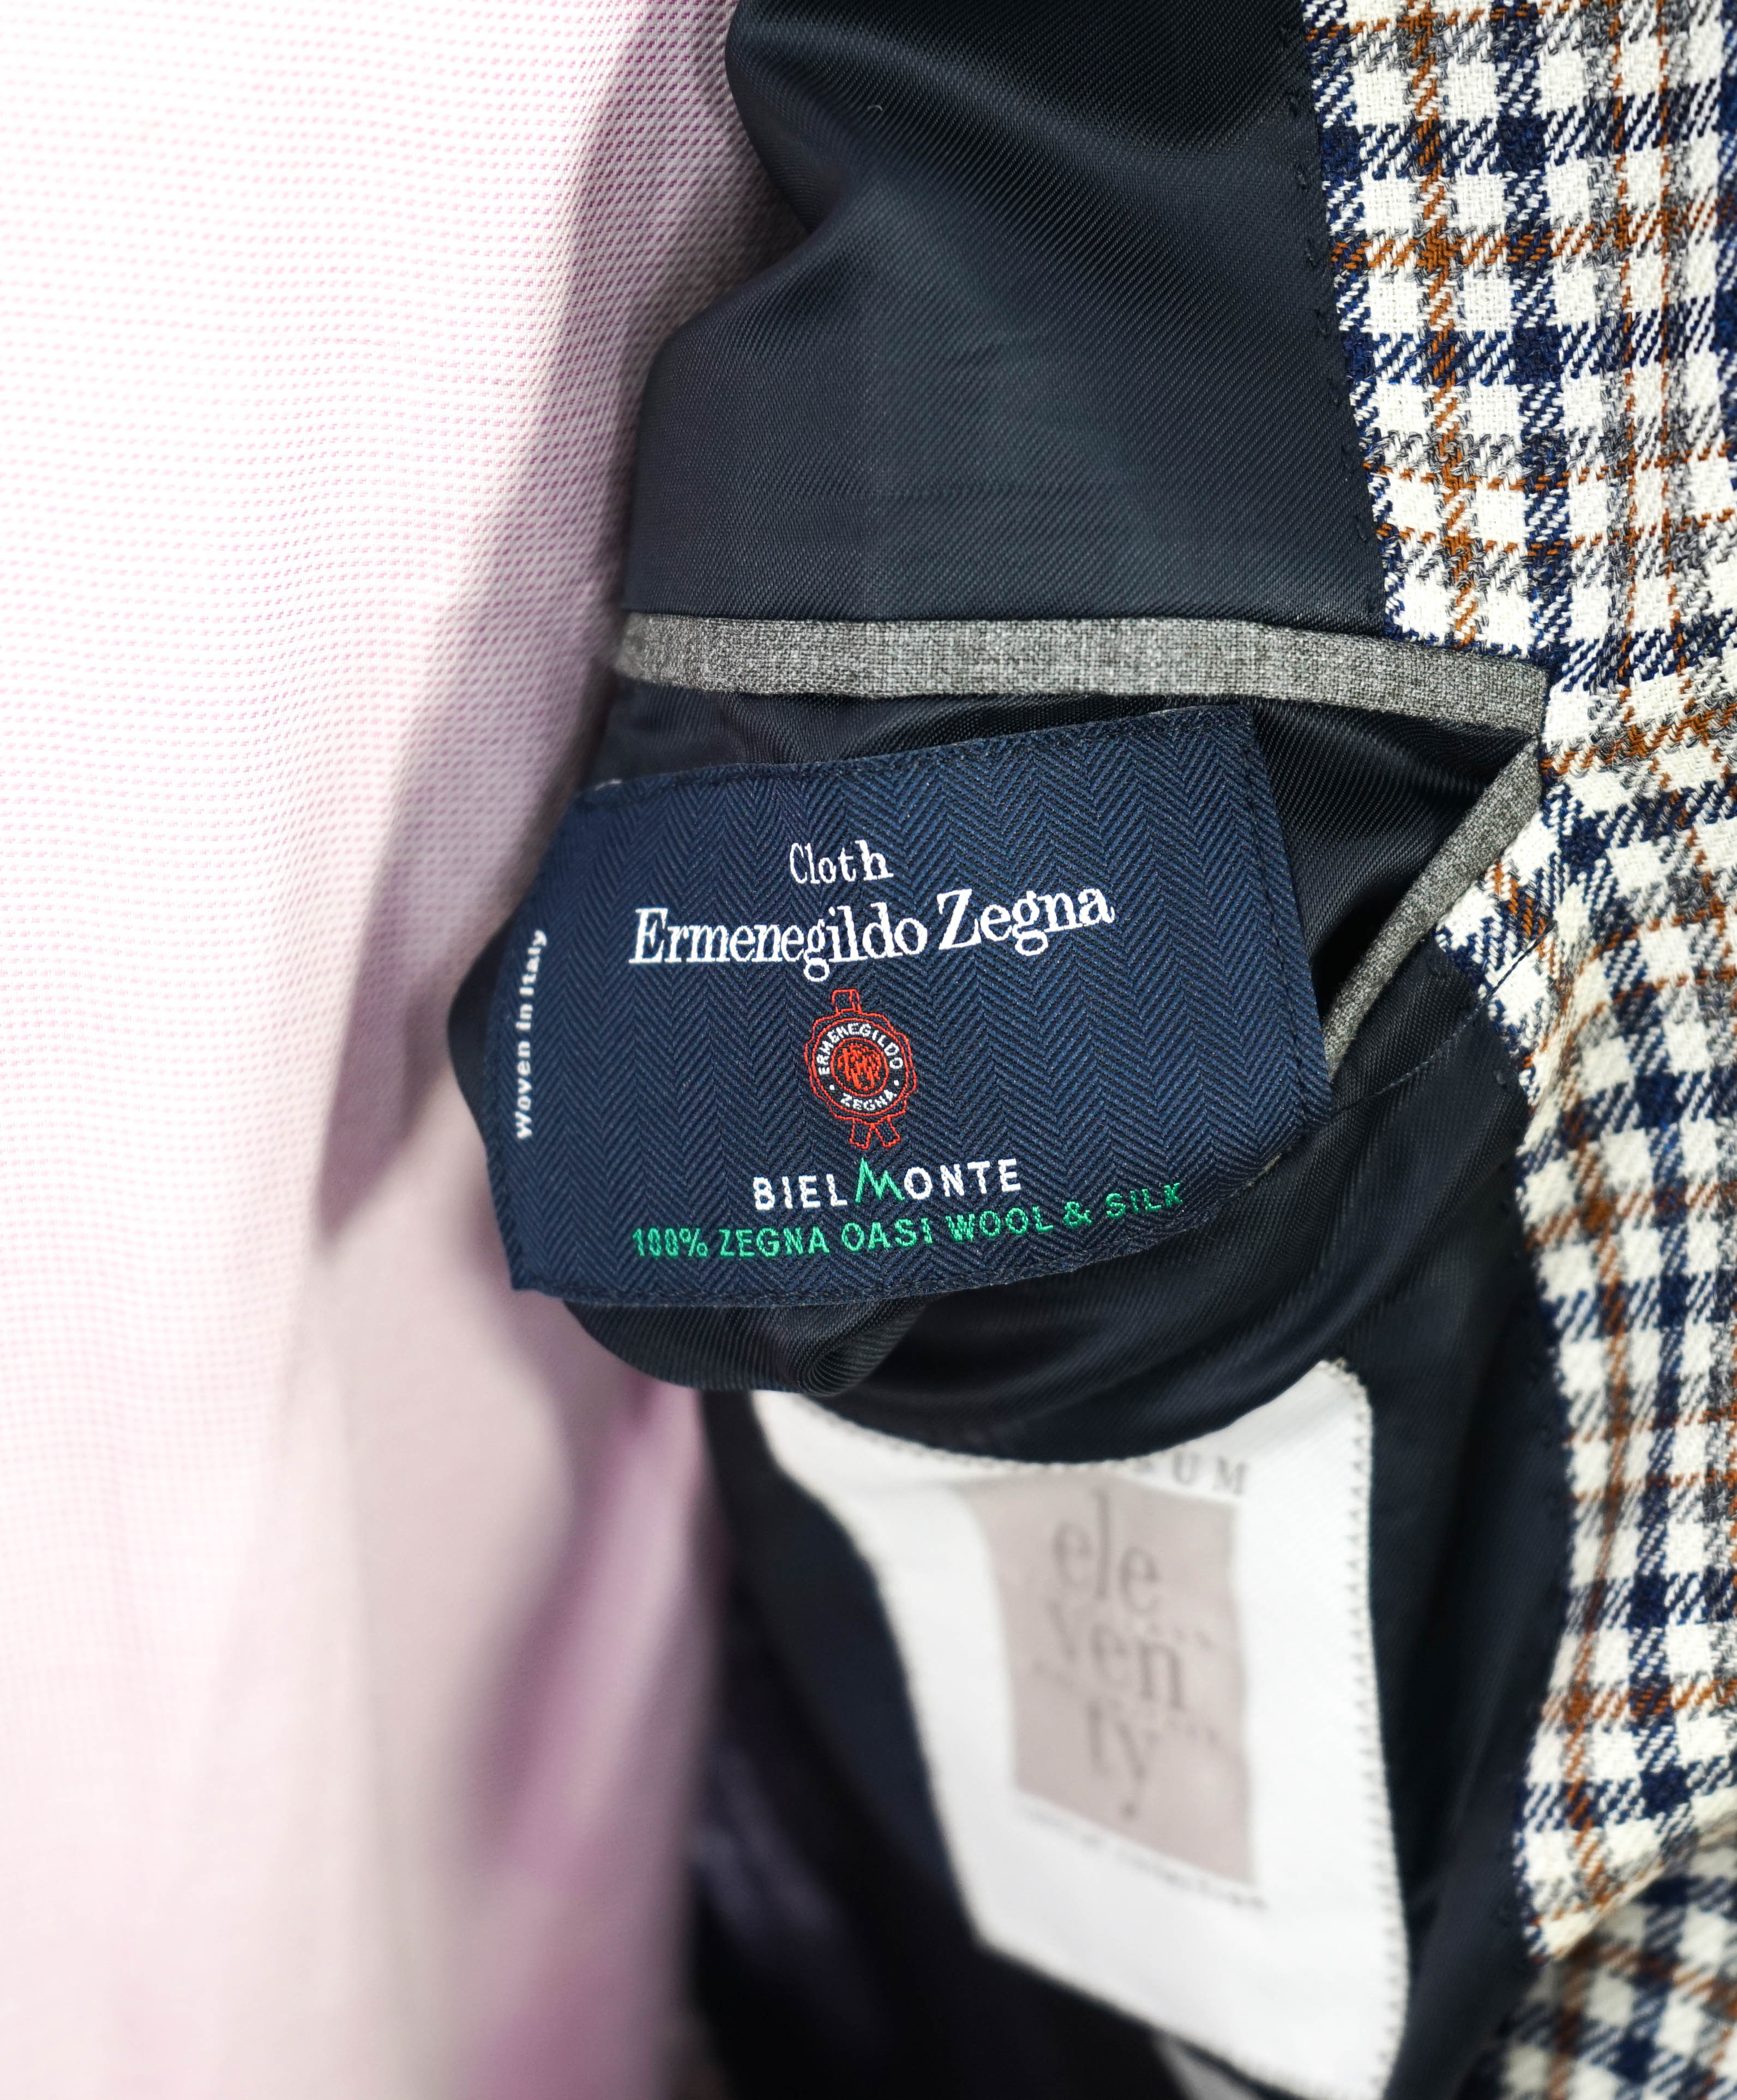 Cloth
Ermenegildo Zegna
Woven in Italy
ERMENEGILDO
ZEGNA
BIELMONTE
100% ZEGNA OASI WOOL & SILK
ele
ven
ty